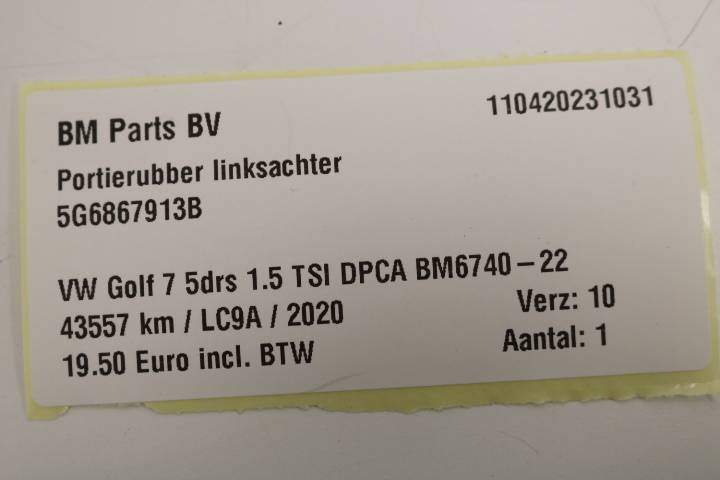 BM Parts BV 110420231031
Portierubber linksachter
5G6867913B
VW Golf 7 5drs 1.5 TSI DPCA BM6740-22
43557 km / LC9A / 2020 Verz: 10
19.50 Euro incl. BTW Aantal: 1